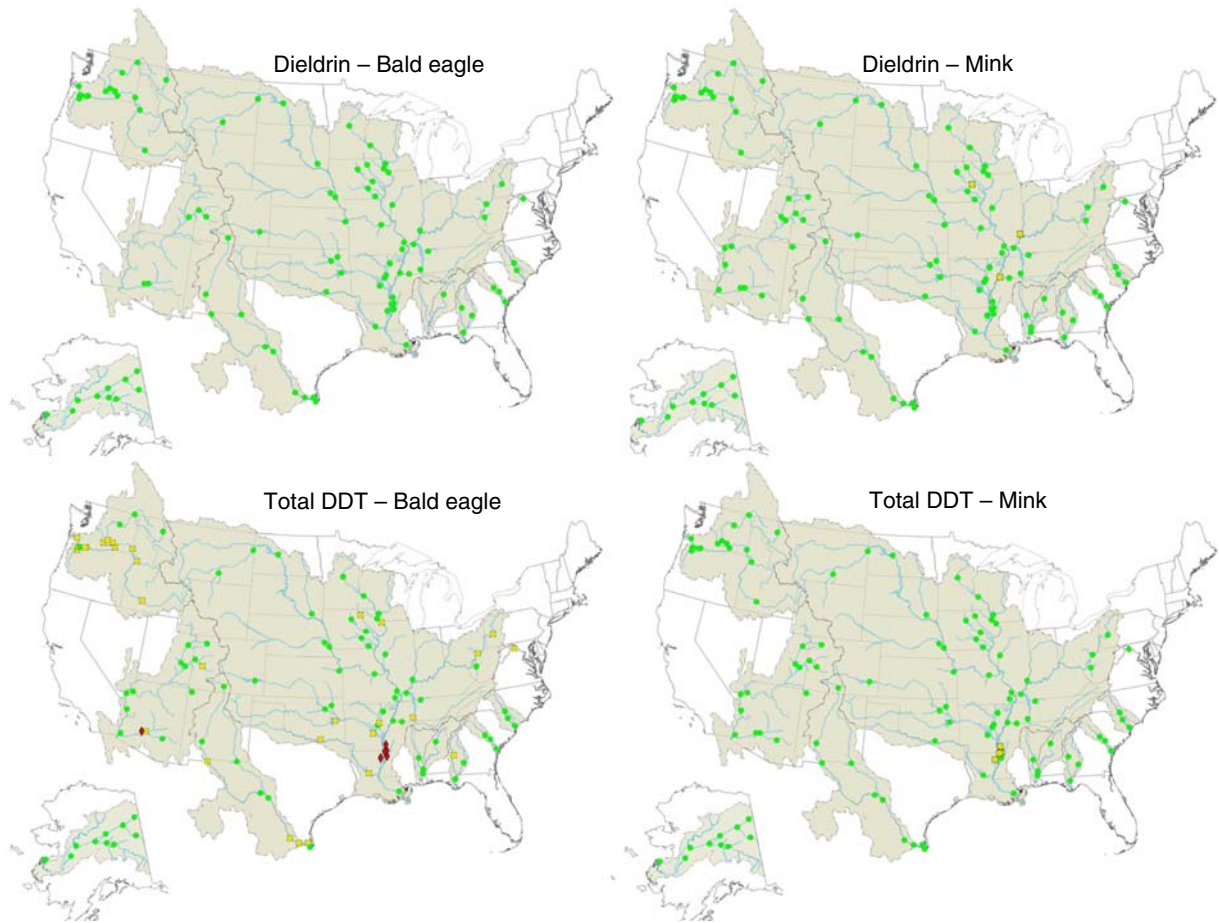 Dieldrin – Bald eagle
Dieldrin – Mink
Total DDT – Bald eagle
Total DDT – Mink